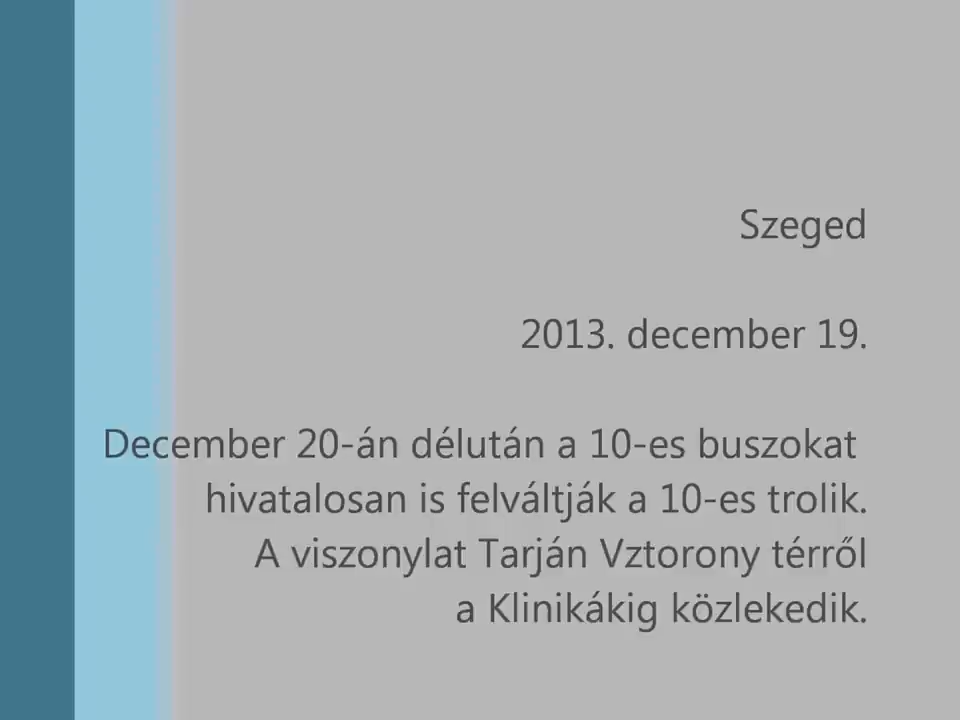 Szeged
2013. december 19.
December 20-án délután a 10-es buszokat
hivatalosan is felváltják a 10-es trolik.
A viszonylat Tarján Vztorony térről
a Klinikákig közlekedik.